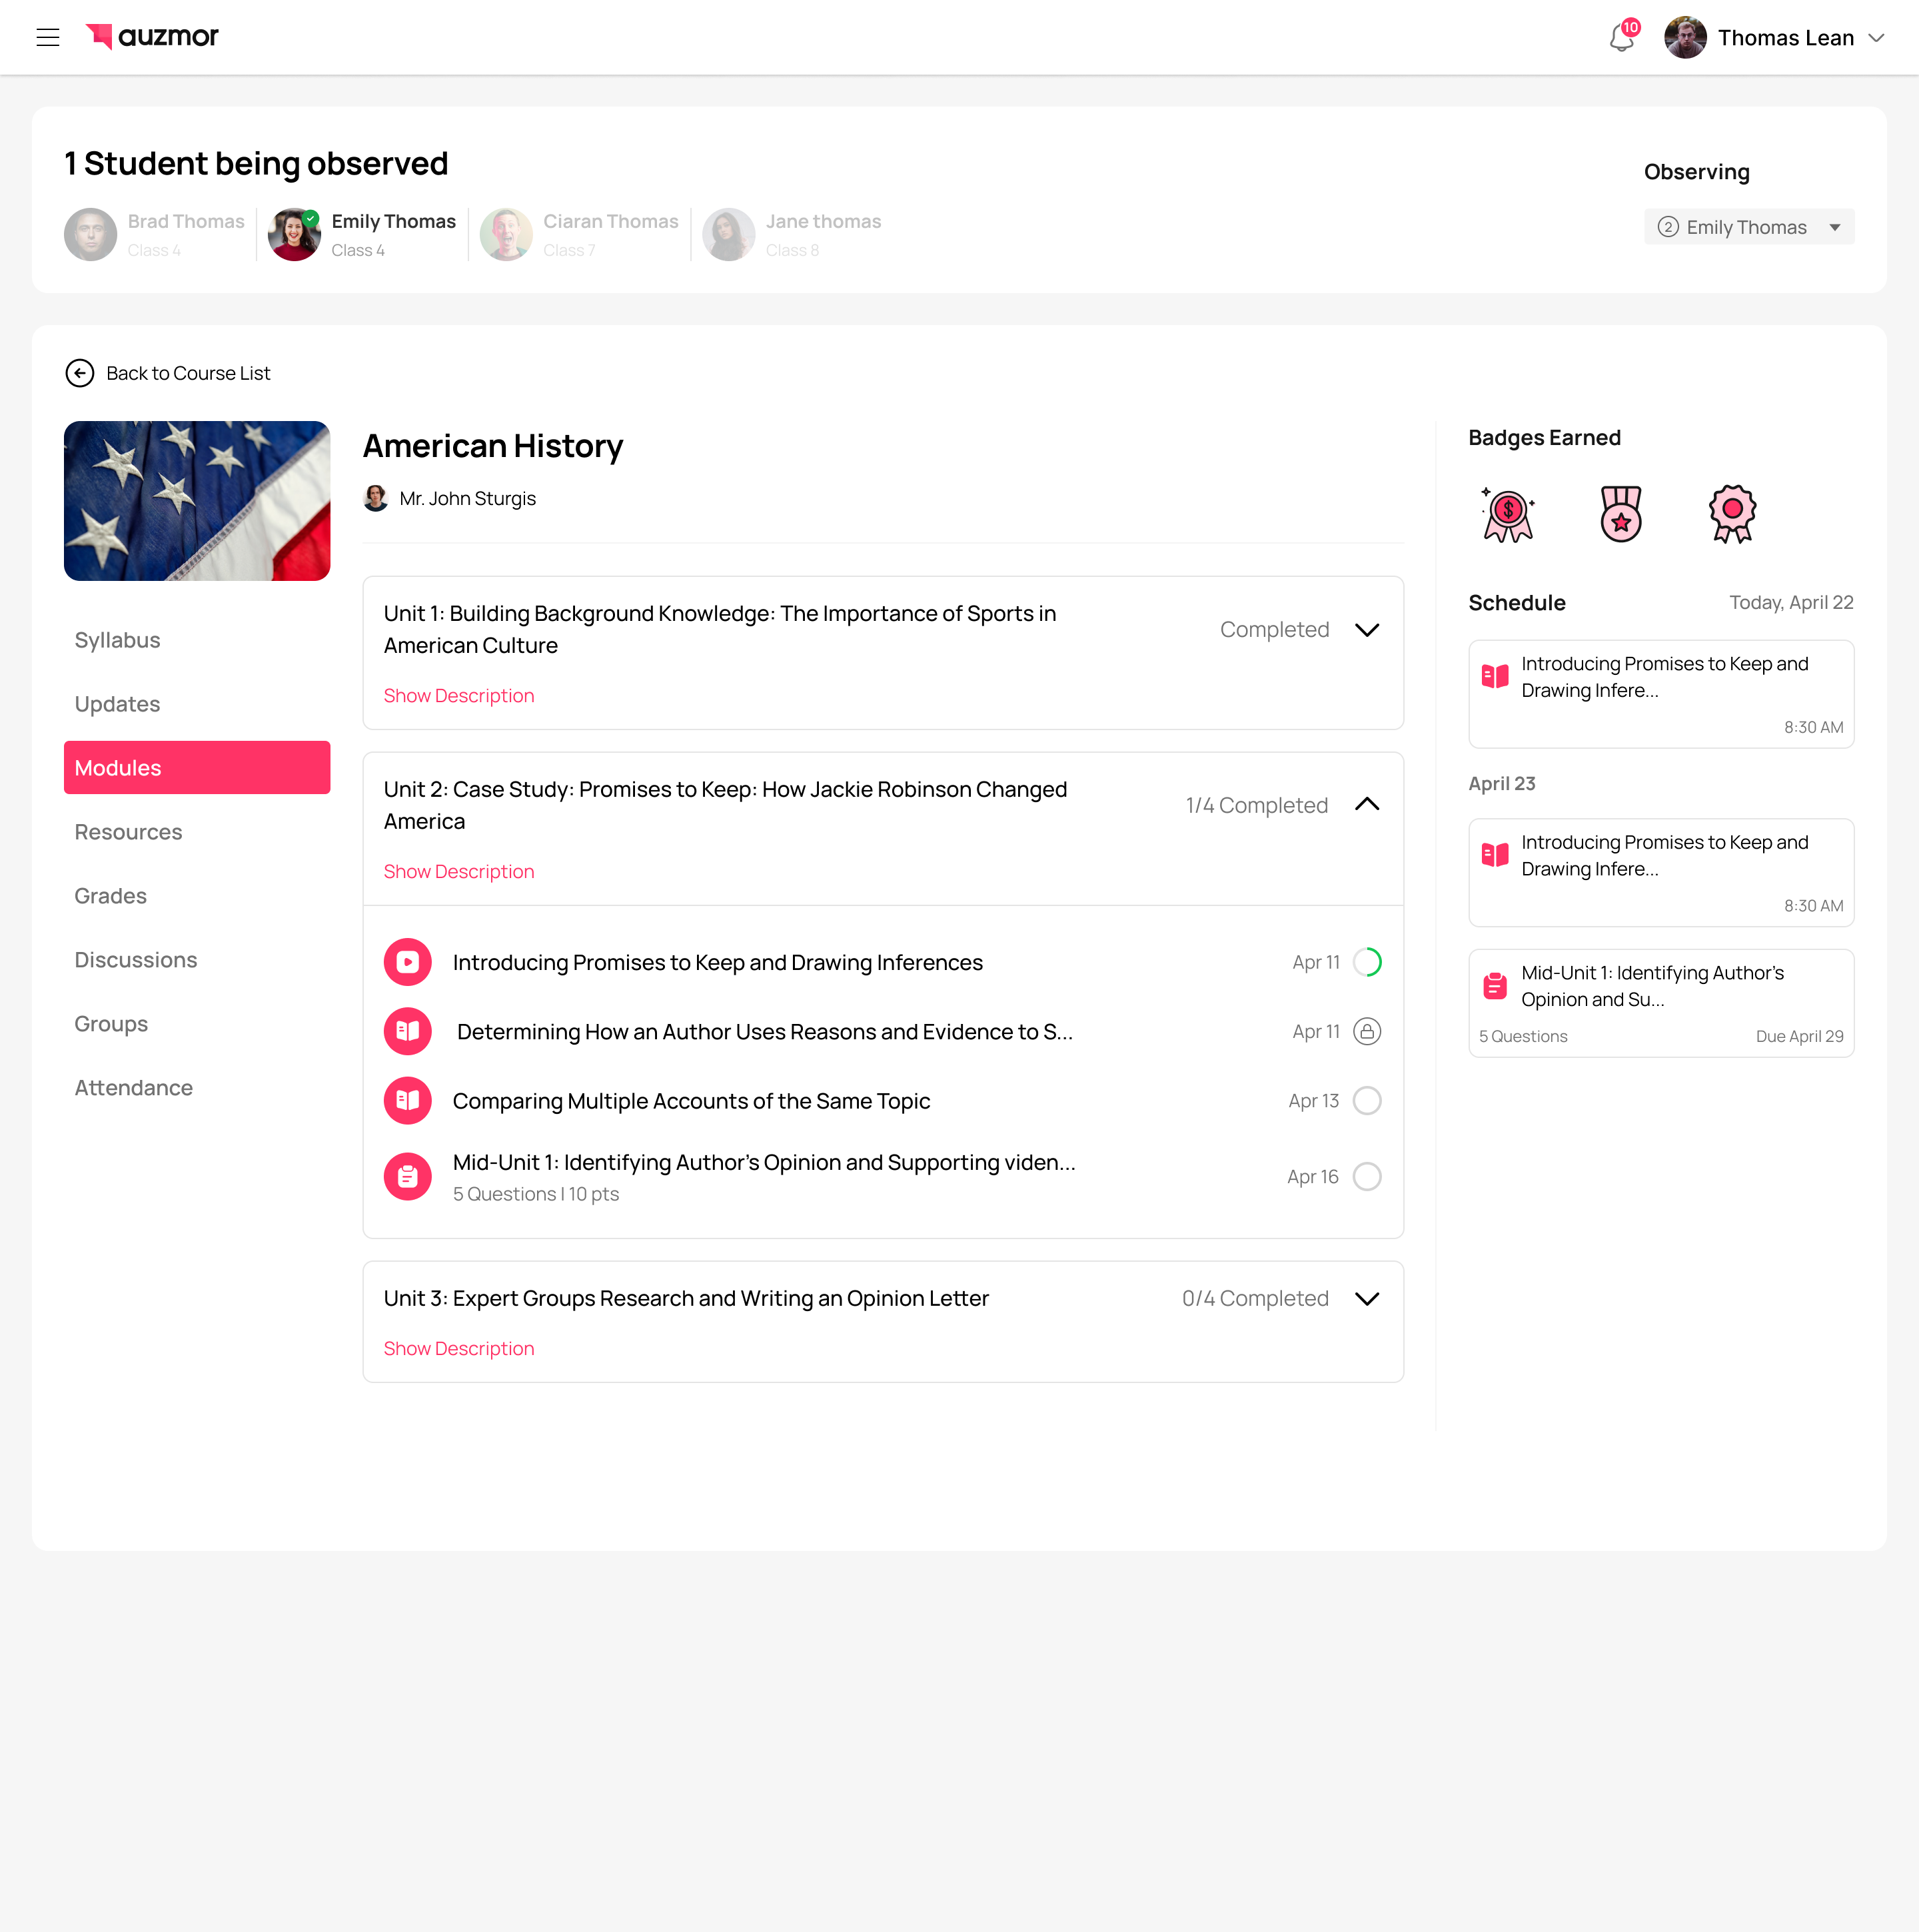 auzmor
10
Thomas Lean
1 Student being observed
Brad Thomas
Class 4
Emily Thomas
Class 4
Ciaran Thomas
Class 7
Jane thomas
Class 8
Observing
2 Emily Thomas
Back to Course List
American History
Mr. John Sturgis
Syllabus
Updates
Modules
Resources
Grades
Discussions
Groups
Attendance
Unit 1: Building Background Knowledge: The Importance of Sports in
American Culture
Completed
Show Description
Unit 2: Case Study: Promises to Keep: How Jackie Robinson Changed
America
1/4 Completed
Show Description
Introducing Promises to Keep and Drawing Inferences
Apr 11
Determining How an Author Uses Reasons and Evidence to S...
Apr 11
Comparing Multiple Accounts of the Same Topic
Apr 13
Mid-Unit 1: Identifying Author’s Opinion and Supporting viden...
5 Questions | 10 pts
Apr 16
Unit 3: Expert Groups Research and Writing an Opinion Letter
0/4 Completed
Show Description
Badges Earned
$
Schedule
Today, April 22
Introducing Promises to Keep and
Drawing Infere...
8:30 AM
April 23
Introducing Promises to Keep and
Drawing Infere...
8:30 AM
Mid-Unit 1: Identifying Author’s
Opinion and Su...
5 Questions
Due April 29